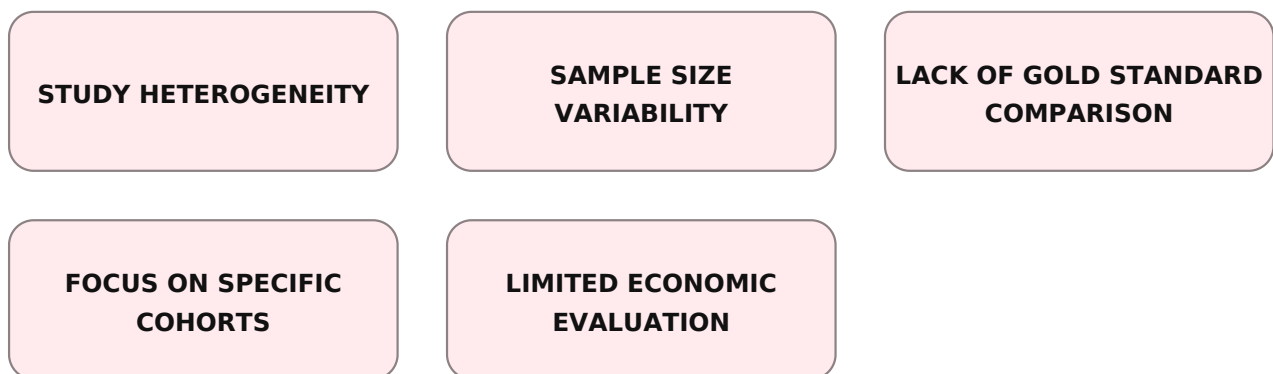 STUDY HETEROGENEITY
SAMPLE SIZE
VARIABILITY
LACK OF GOLD STANDARD
COMPARISON
FOCUS ON SPECIFIC
COHORTS
LIMITED ECONOMIC
EVALUATION